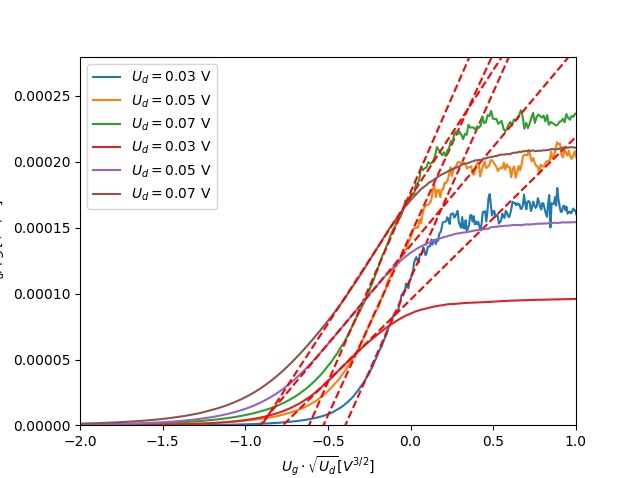 U_d = 0.03 V
U_d = 0.05 V
U_d = 0.07 V
U_d = 0.03 V
U_d = 0.05 V
U_d = 0.07 V
0.00025
0.00020
0.00015
0.00010
0.00005
0.00000
−2.0 −1.5 −1.0 −0.5 0.0 0.5 1.0
U_g · √U_d [V^{3/2}]